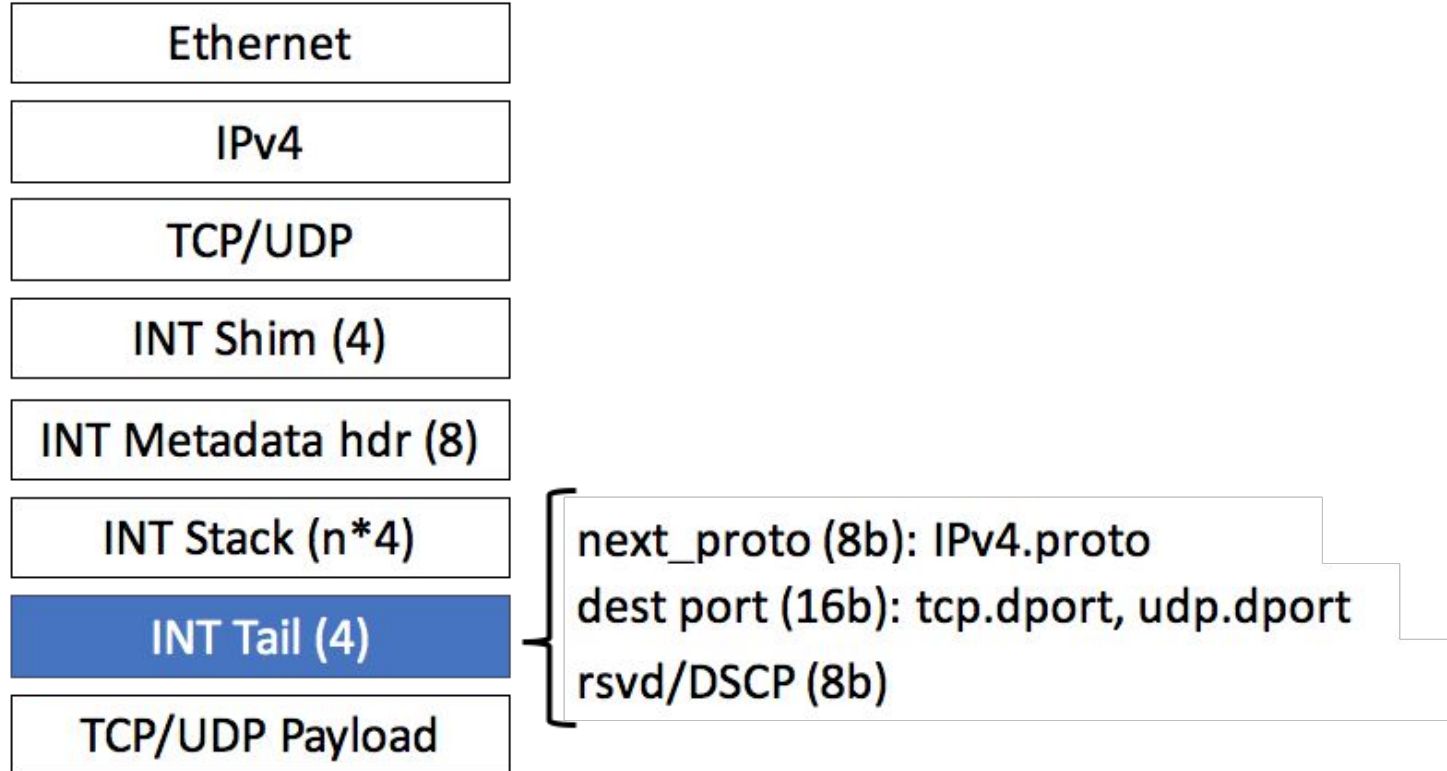 Ethernet
IPv4
TCP/UDP
INT Shim (4)
INT Metadata hdr (8)
INT Stack (n*4)
INT Tail (4)
TCP/UDP Payload
next_proto (8b): IPv4.proto
dest port (16b): tcp.dport, udp.dport
rsvd/DSCP (8b)